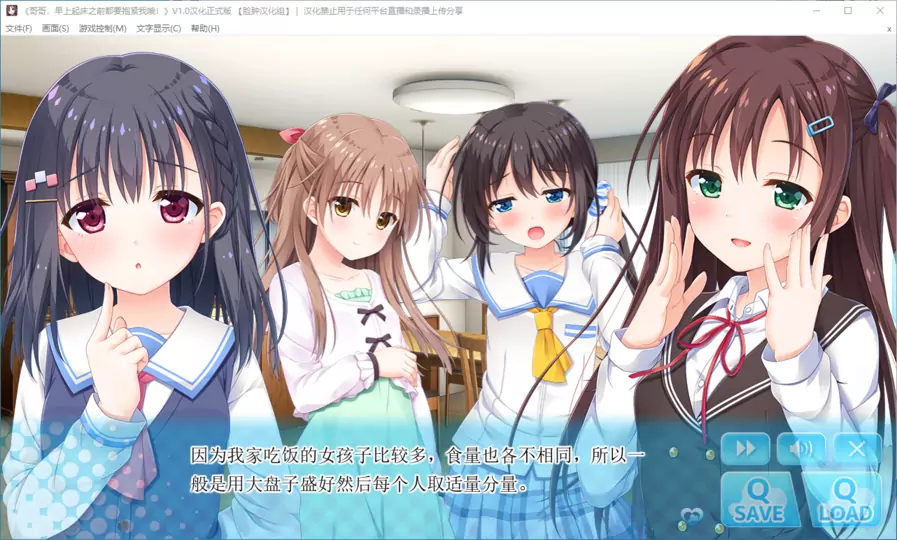 《哥哥，早上起床之前都要抱紧我哦！》V1.0汉化正式版 【脸肿汉化组】 | 汉化禁止用于任何平台直播和录播上传分享
文件(F) 画面(S) 游戏控制(M) 文字显示(C) 帮助(H) x
因为我家吃饭的女孩子比较多，食量也各不相同，所以一
般是用大盘子盛好然后每个人取适量分量。
Q SAVE Q LOAD